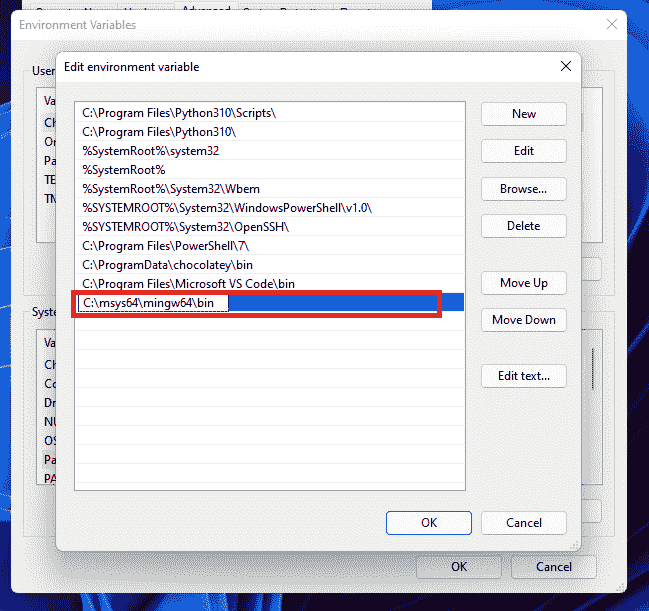 Environment Variables
Edit environment variable
User
Va
Ch
On
Pa
TE
TN
C:\Program Files\Python310\Scripts\
C:\Program Files\Python310\
%SystemRoot%\system32
%SystemRoot%
%SystemRoot%\System32\Wbem
%SYSTEMROOT%\System32\WindowsPowerShell\v1.0\
%SYSTEMROOT%\System32\OpenSSH\
C:\Program Files\PowerShell\7\
C:\ProgramData\chocolatey\bin
C:\Program Files\Microsoft VS Code\bin
C:\msys64\mingw64\bin
New
Edit
Browse...
Delete
Move Up
Move Down
Edit text...
Syste
Va
Ch
Co
Dr
NU
OS
Pa
PA
OK
Cancel
OK
Cancel